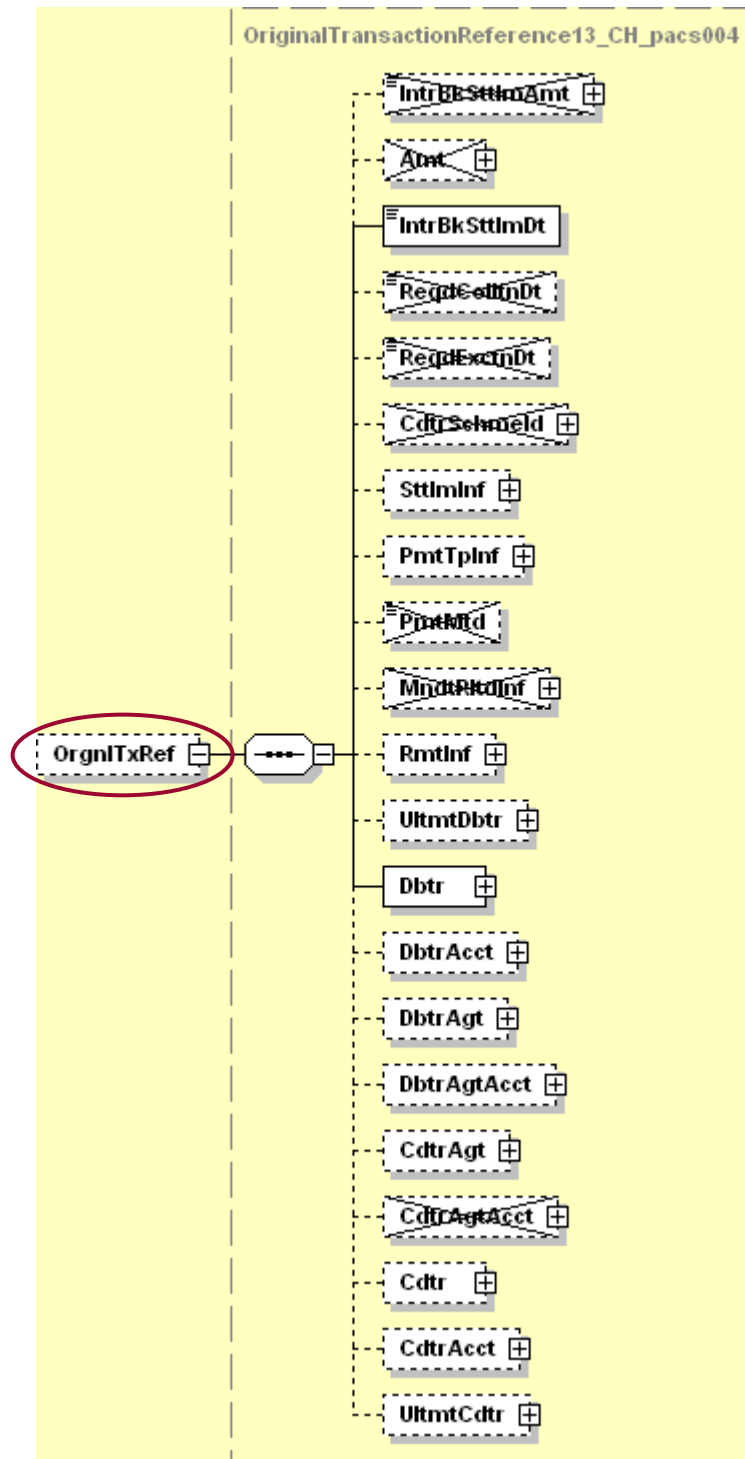 OriginalTransactionReference13_CH_pacs004
IntrBkSttlmAmt
Amt
IntrBkSttlmDt
ReqdColltnDt
ReqdExctnDt
CdtrSchmeId
SttlmInf
PmtTpInf
PmtMtd
MndtRltdInf
OrgnlTxRef
RmtInf
UltmtDbtr
Dbtr
DbtrAcct
DbtrAgt
DbtrAgtAcct
CdtrAgt
CdtrAgtAcct
Cdtr
CdtrAcct
UltmtCdtr